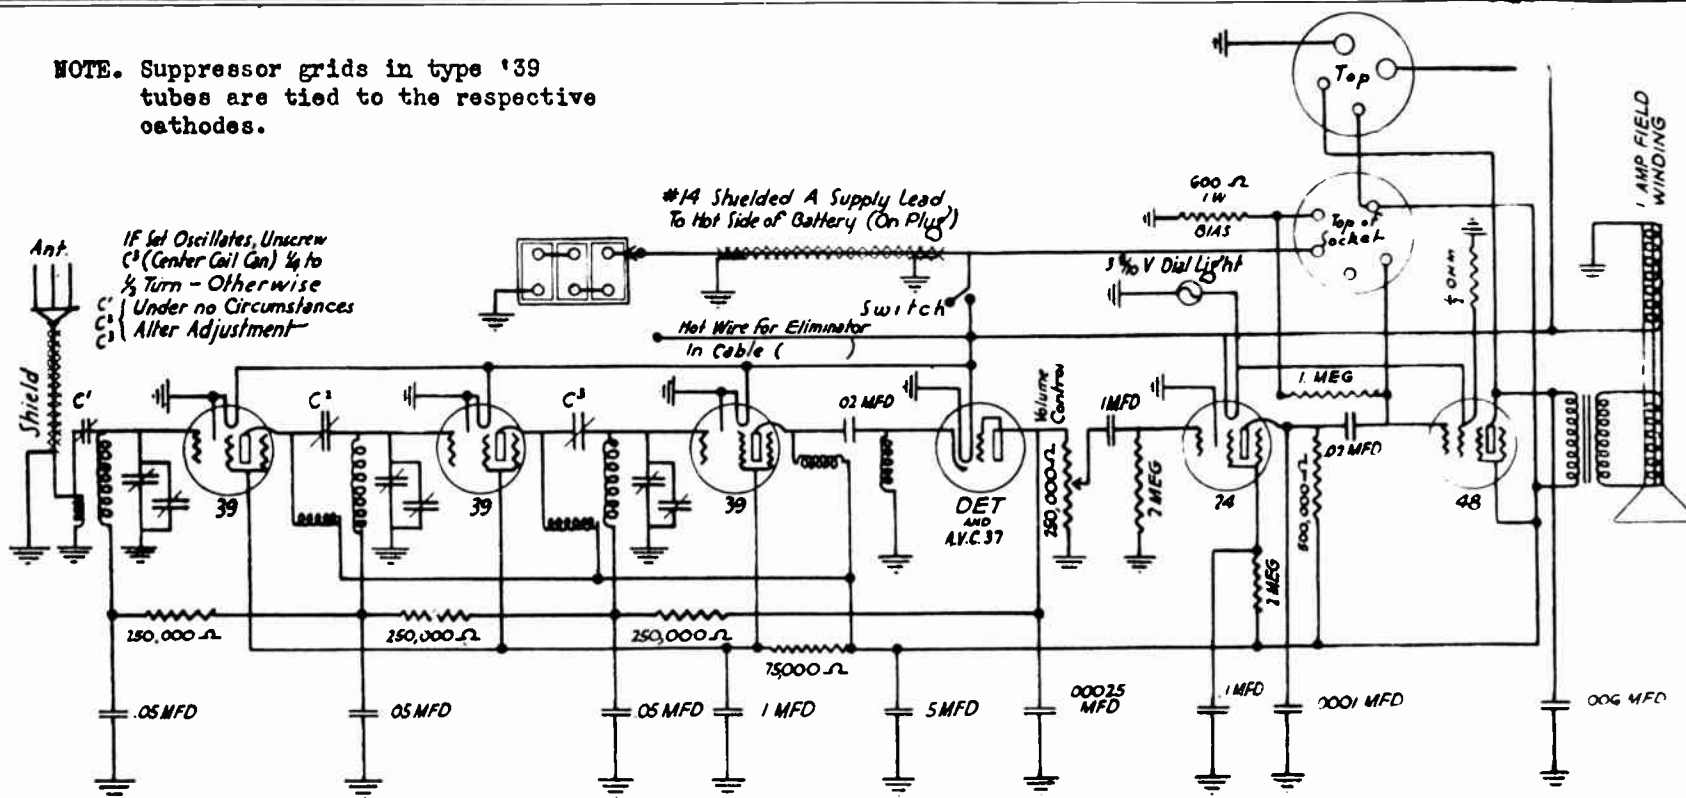 NOTE. Suppressor grids in type '39
tubes are tied to the respective
cathodes.
Top
1 AMP FIELD
WINDING
#14 Shielded A Supply Lead
To Hot Side of Battery (On Plug)
600 Ω
1 W
BIAS
Top of
Socket
Ant.
IF Set Oscillates, Unscrew
C³ (Center Coil Can) ¼ to
½ Turn - Otherwise
Under no Circumstances
Alter Adjustment
C¹
C²
C³
V Dial Light
Switch
OHM
Hot Wire for Eliminator
In Cable ( )
Shield
C¹
C²
C³
.02 MFD
Volume
Control
1 MEG
.1MFD
.02 MFD
39
39
39
DET
AND
A.V.C. 37
250,000Ω
2 MEG
24
500,000Ω
48
2 MEG
250,000 Ω
250,000 Ω
250,000 Ω
75,000 Ω
.05 MFD
.05 MFD
.05 MFD
.1 MFD
.5 MFD
.00025
MFD
.1 MFD
.0001 MFD
.006 MFD